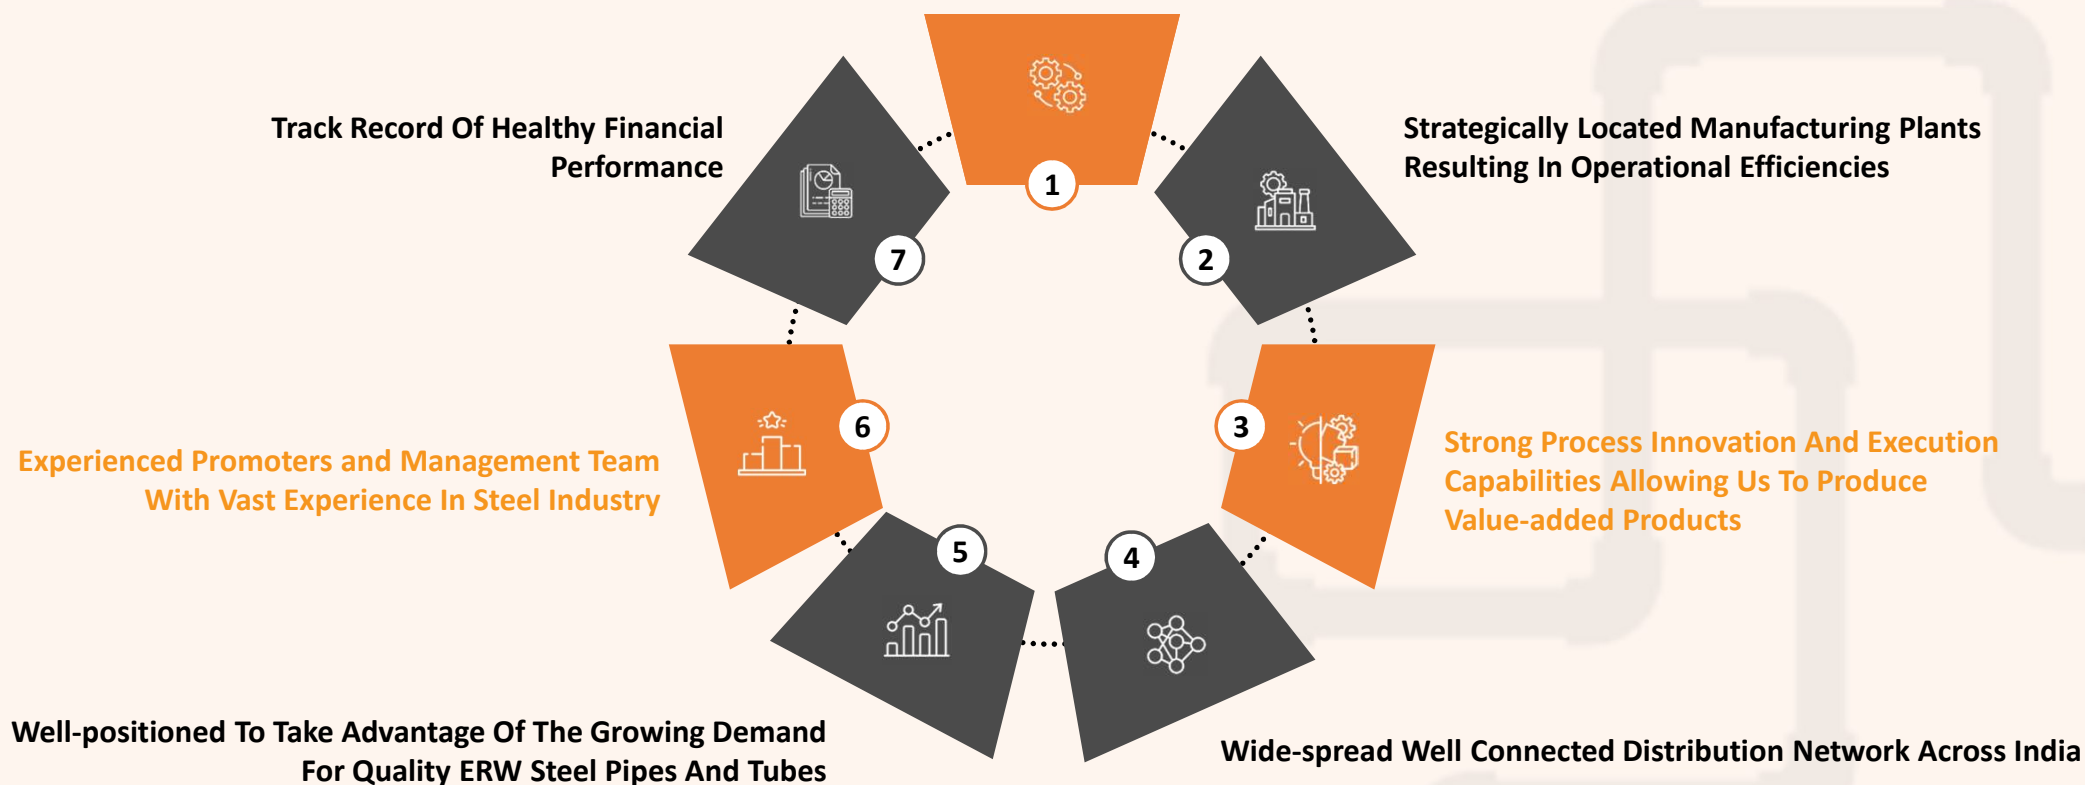 1
Strategically Located Manufacturing Plants
Resulting In Operational Efficiencies
2
Strong Process Innovation And Execution
Capabilities Allowing Us To Produce
Value-added Products
3
Wide-spread Well Connected Distribution Network Across India
4
Well-positioned To Take Advantage Of The Growing Demand
For Quality ERW Steel Pipes And Tubes
5
Experienced Promoters and Management Team
With Vast Experience In Steel Industry
6
Track Record Of Healthy Financial
Performance
7